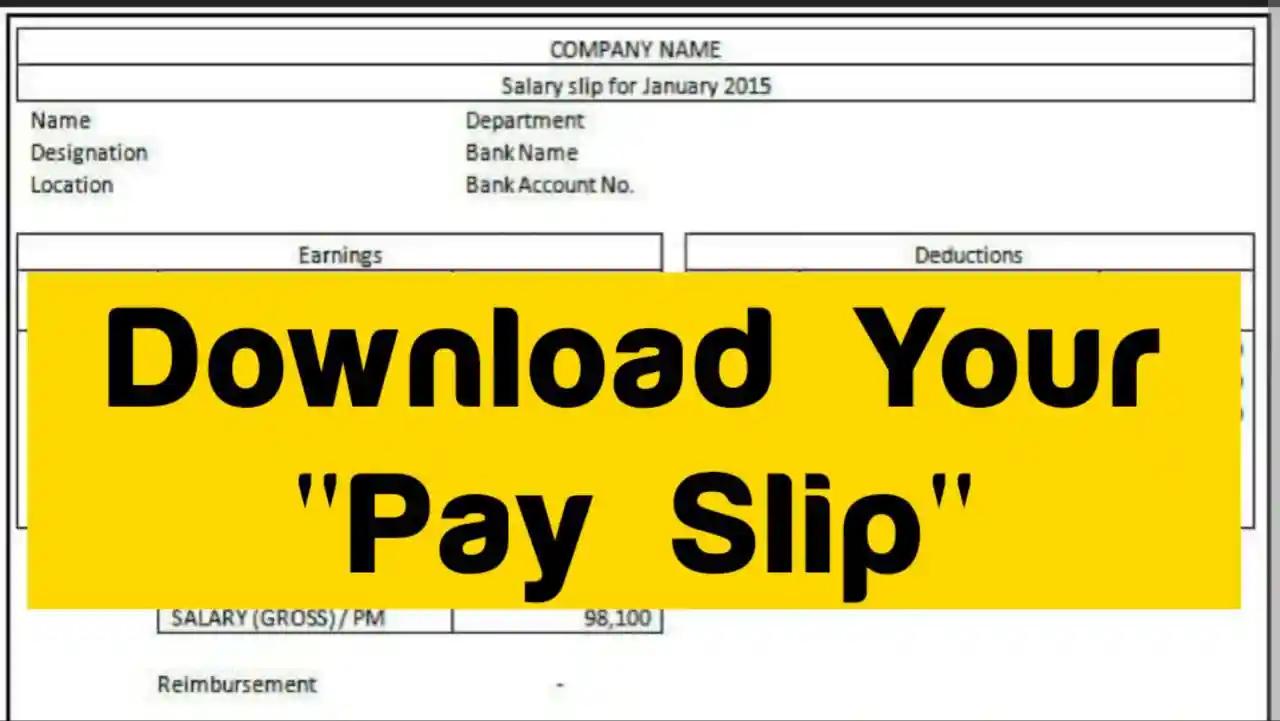 COMPANY NAME
Salary slip for January 2015
Name Department
Designation Bank Name
Location Bank Account No.
Earnings Deductions
Download Your
"Pay Slip"
SALARY (GROSS) / PM 98,100
Reimbursement -